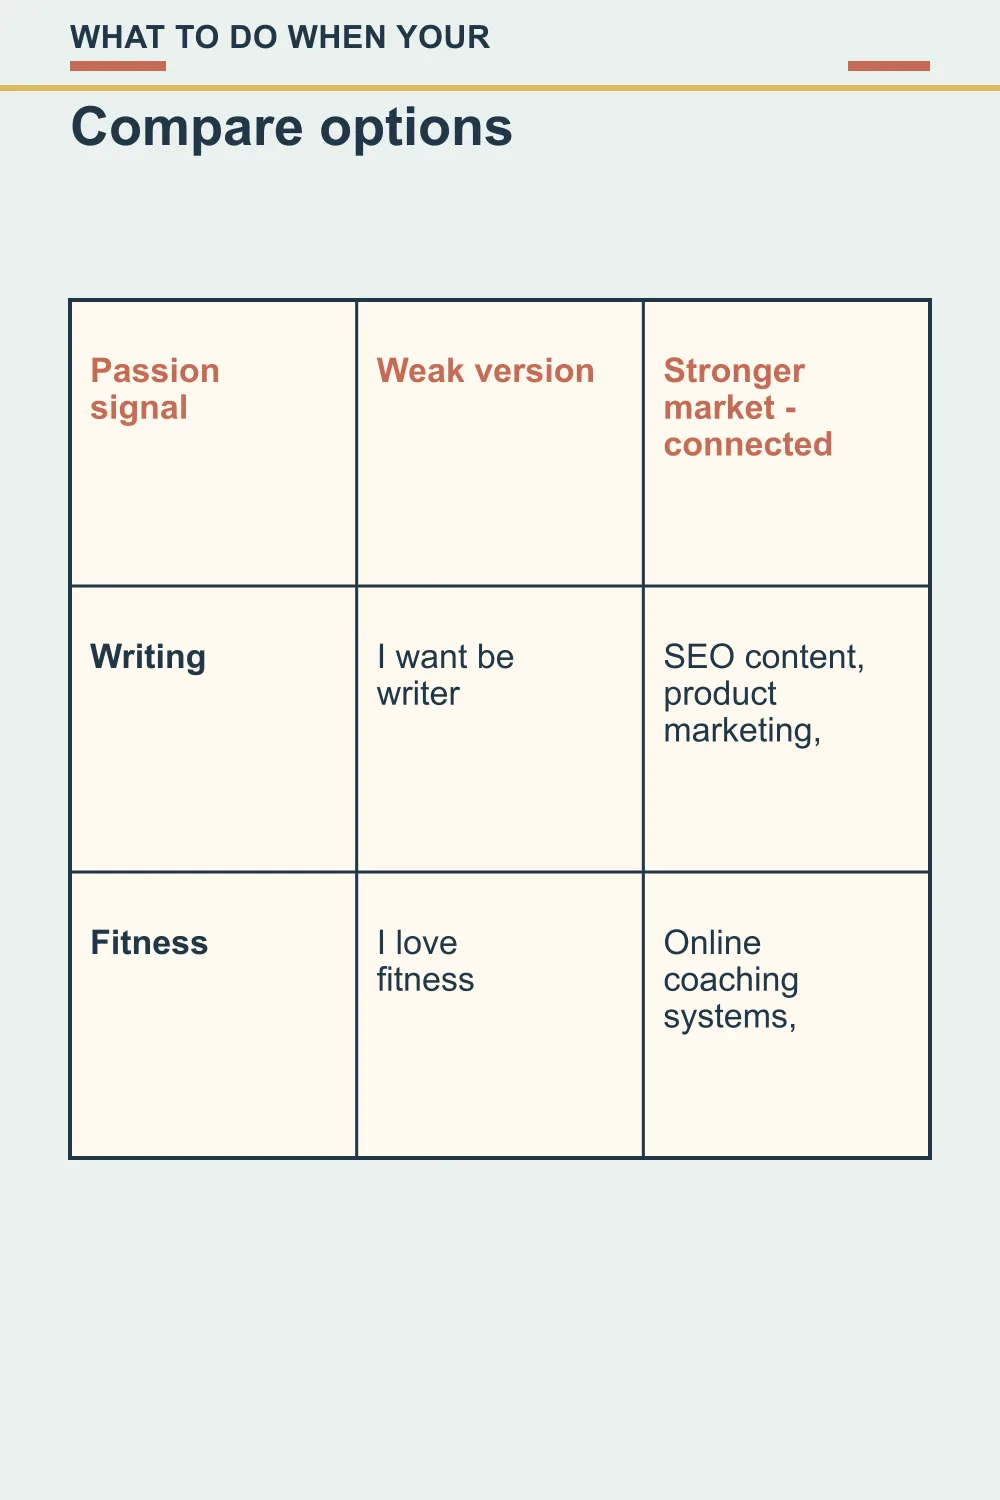 WHAT TO DO WHEN YOUR
Compare options
Passion
signal
Weak version
Stronger
market -
connected
Writing
I want be
writer
SEO content,
product
marketing,
Fitness
I love
fitness
Online
coaching
systems,